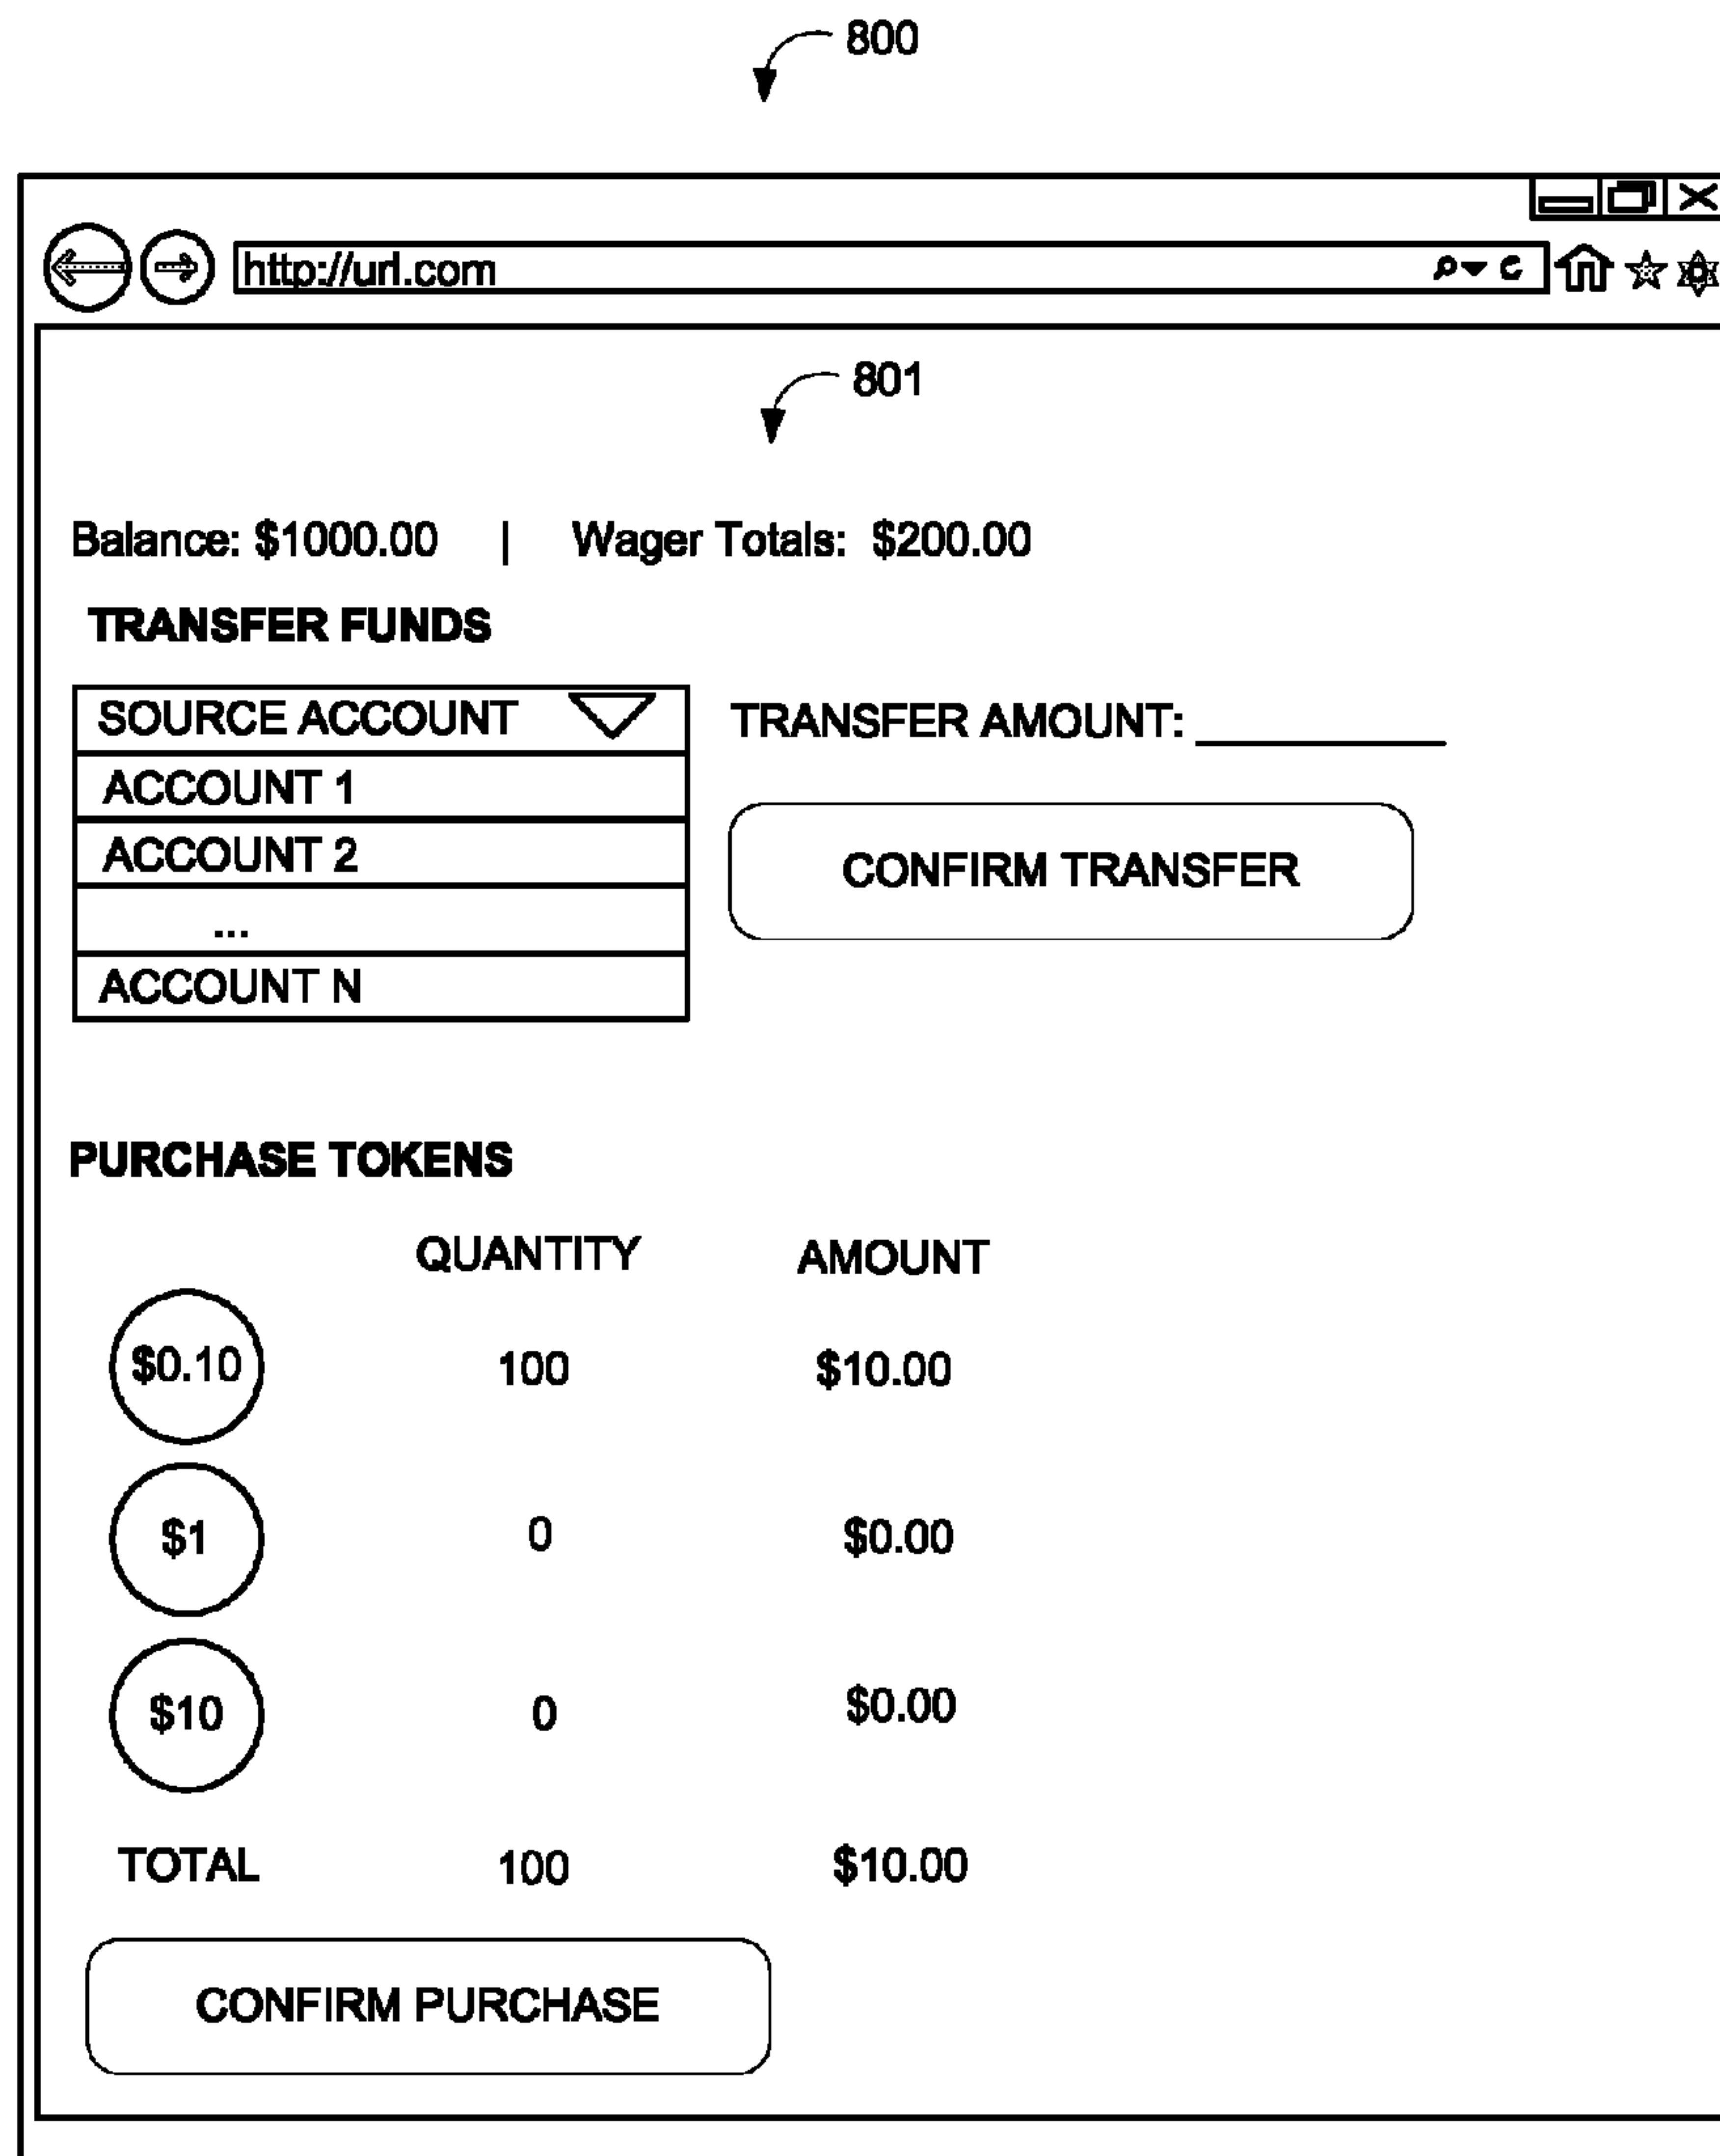 800
http://url.com
801
Balance: $1000.00 | Wager Totals: $200.00
TRANSFER FUNDS
SOURCE ACCOUNT
TRANSFER AMOUNT: ___________
ACCOUNT 1
ACCOUNT 2
CONFIRM TRANSFER
...
ACCOUNT N
PURCHASE TOKENS
QUANTITY AMOUNT
$0.10 100 $10.00
$1 0 $0.00
$10 0 $0.00
TOTAL 100 $10.00
CONFIRM PURCHASE